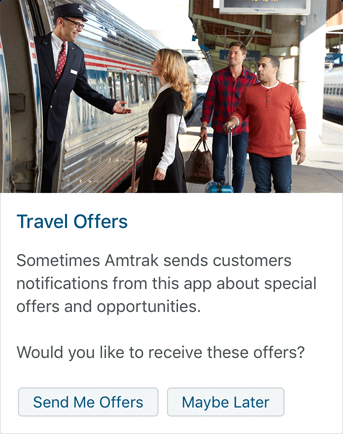 Travel Offers
Sometimes Amtrak sends customers
notifications from this app about special
offers and opportunities.
Would you like to receive these offers?
Send Me Offers
Maybe Later